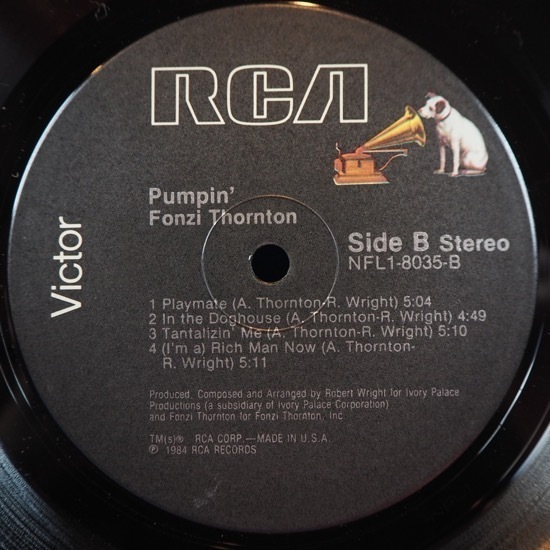 RCA
Victor
Pumpin'
Fonzi Thornton
Side B Stereo
NFL1-8035-B
1 Playmate (A. Thornton-R. Wright) 5:04
2 In the Doghouse (A. Thornton-R. Wright) 4:49
3 Tantalizin' Me (A. Thornton-R. Wright) 5:10
4 (I'm a) Rich Man Now (A. Thornton-
R. Wright) 5:11
Produced, Composed and Arranged by Robert Wright for Ivory Palace
Productions (a subsidiary of Ivory Palace Corporation)
and Fonzi Thornton for Fonzi Thornton, Inc.
TM(s)® RCA CORP.—MADE IN U.S.A.
℗ 1984 RCA RECORDS